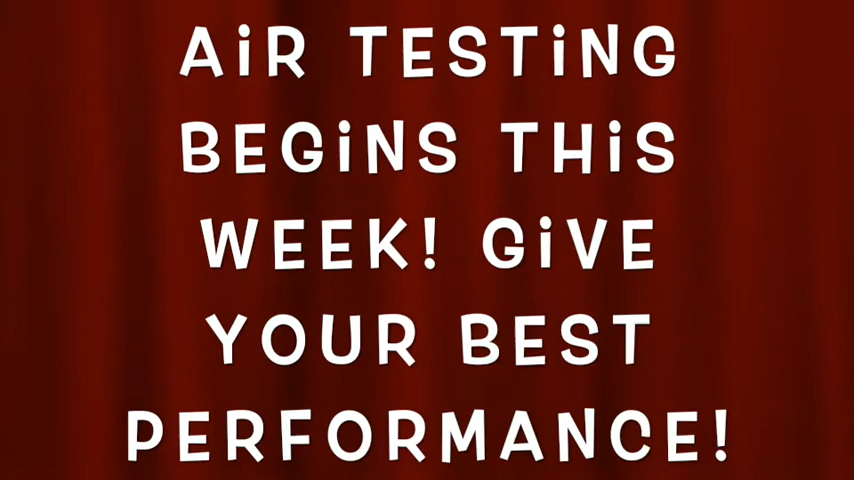 AiR TESTiNG
BEGiNS THiS
WEEK! GiVE
YOUR BEST
PERFORMANCE!